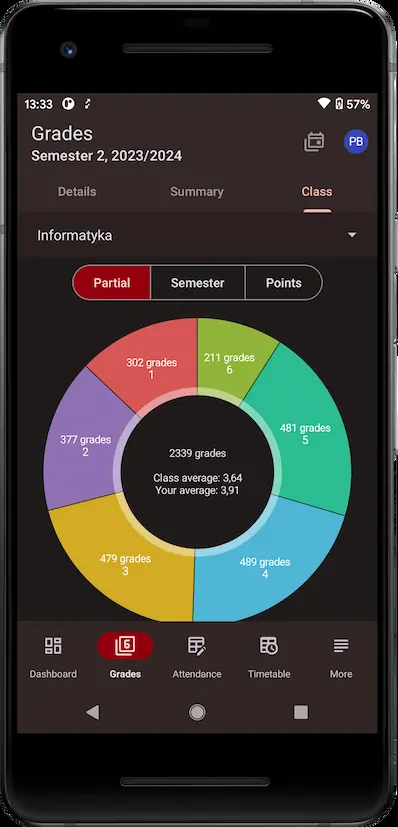 13:33
57%
Grades
Semester 2, 2023/2024
PB
Details
Summary
Class
Informatyka
Partial
Semester
Points
302 grades
1
211 grades
6
481 grades
5
377 grades
2
2339 grades
Class average: 3,64
Your average: 3,91
479 grades
3
489 grades
4
6
Dashboard
Grades
Attendance
Timetable
More